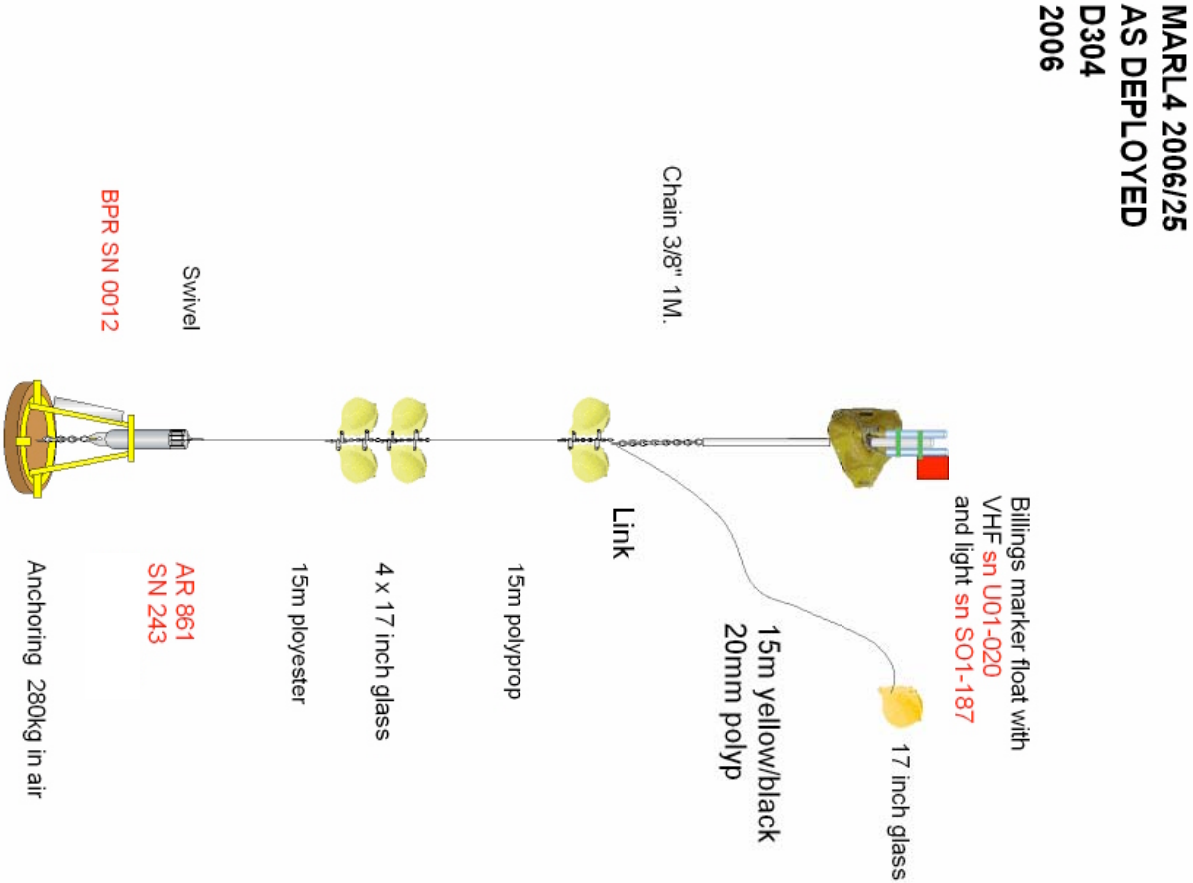 MARL4 2006/25
AS DEPLOYED
D304
2006
Billings marker float with
VHF sn U01-020
and light sn SO1-187
17 inch glass
15m yellow/black
20mm polyp
Chain 3/8" 1M.
Link
15m polyprop
4 x 17 inch glass
15m ployester
Swivel
AR 861
SN 243
BPR SN 0012
Anchoring 280kg in air